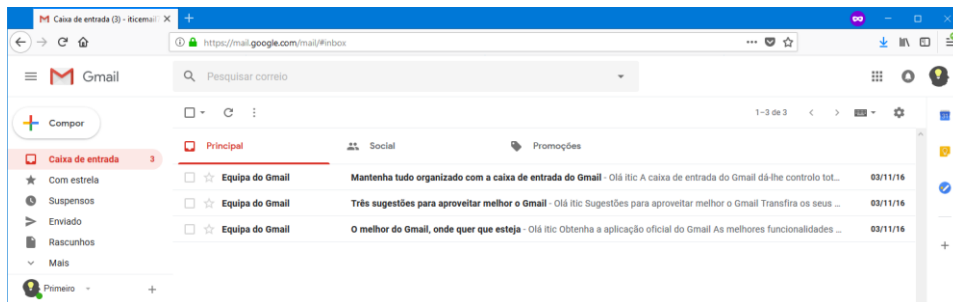 Caixa de entrada (3) - iticemail
https://mail.google.com/mail/#inbox
Gmail
Pesquisar correio
Compor
1–3 de 3
Principal
Social
Promoções
Caixa de entrada 3
Com estrela
Suspensos
Enviado
Rascunhos
Mais
Primeiro
Equipa do Gmail Mantenha tudo organizado com a caixa de entrada do Gmail - Olá itic A caixa de entrada do Gmail dá-lhe controlo tot... 03/11/16
Equipa do Gmail Três sugestões para aproveitar melhor o Gmail - Olá itic Sugestões para aproveitar melhor o Gmail Transfira os seus ... 03/11/16
Equipa do Gmail O melhor do Gmail, onde quer que esteja - Olá itic Obtenha a aplicação oficial do Gmail As melhores funcionalidades ... 03/11/16